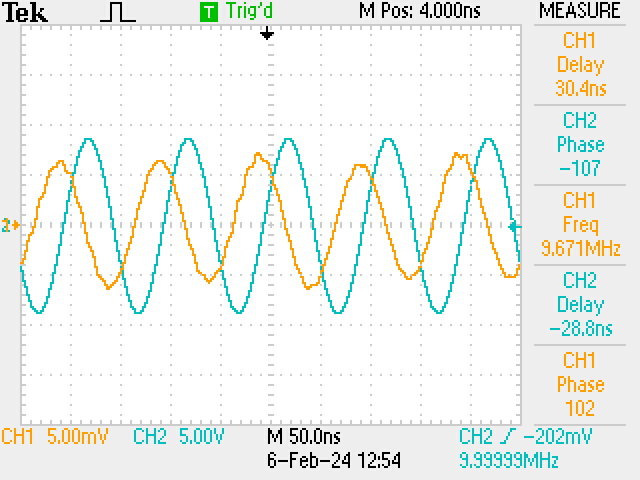 Tek T Trig'd M Pos: 4.000ns MEASURE
CH1
Delay
30.4ns
CH2
Phase
-107
CH1
Freq
9.671MHz
CH2
Delay
-28.8ns
CH1
Phase
102
2
CH1 5.00mV CH2 5.00V M 50.0ns CH2 -202mV
6-Feb-24 12:54 9.99999MHz